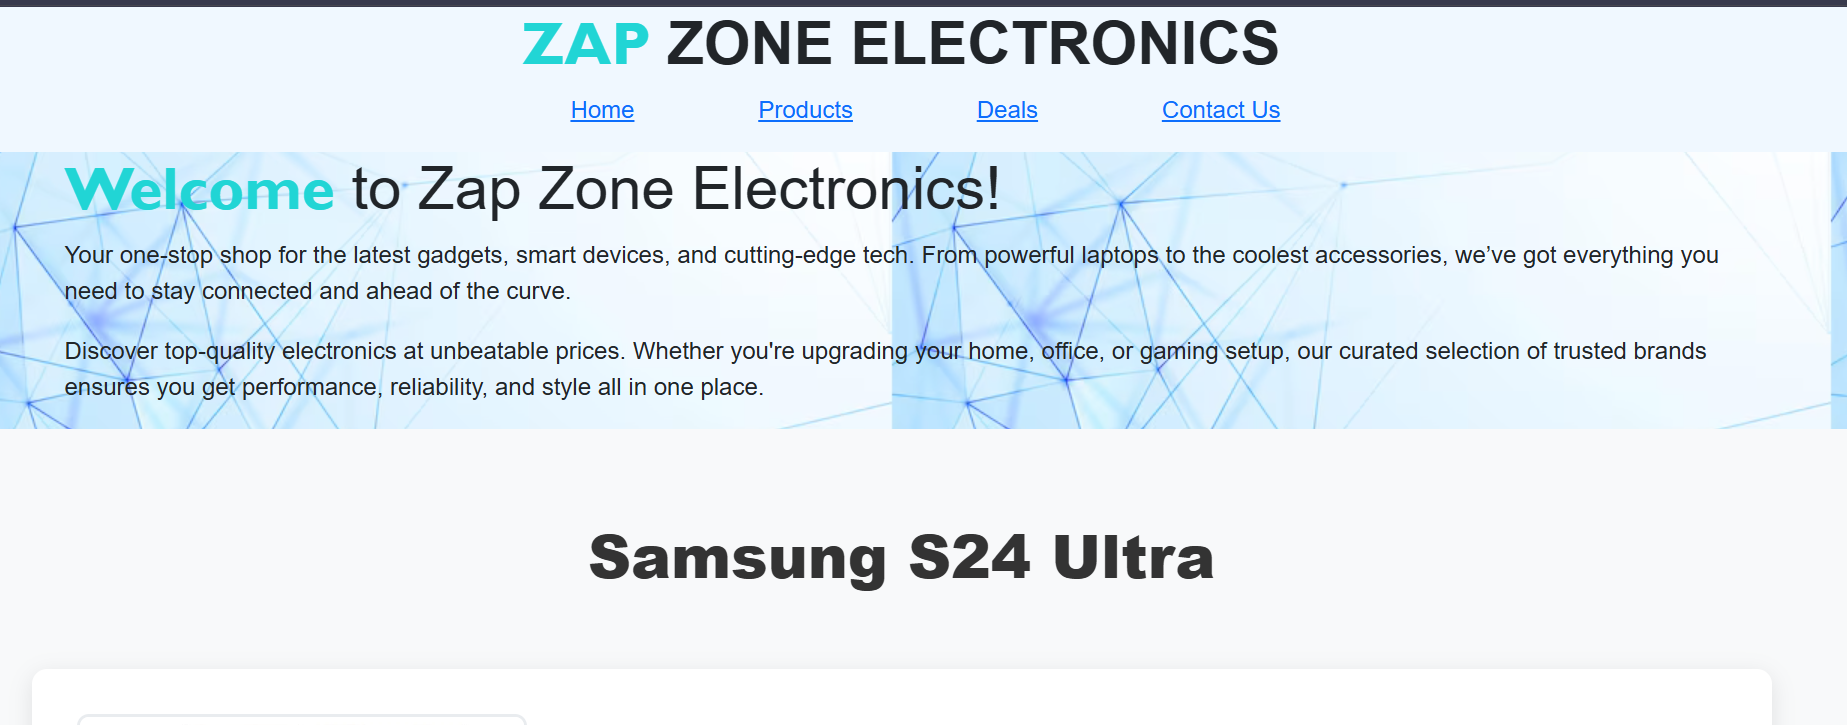 ZAP ZONE ELECTRONICS
Home Products Deals Contact Us
Welcome to Zap Zone Electronics!
Your one-stop shop for the latest gadgets, smart devices, and cutting-edge tech. From powerful laptops to the coolest accessories, we’ve got everything you
need to stay connected and ahead of the curve.
Discover top-quality electronics at unbeatable prices. Whether you're upgrading your home, office, or gaming setup, our curated selection of trusted brands
ensures you get performance, reliability, and style all in one place.
Samsung S24 Ultra